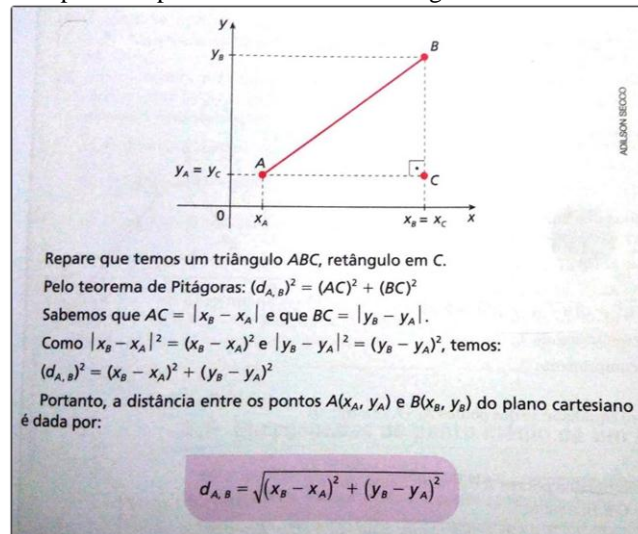 y
y_B
B
ADILSON SECCO
y_A = y_C
A
C
0
x_A
x_B = x_C
x
Repare que temos um triângulo ABC, retângulo em C.
Pelo teorema de Pitágoras: (d_{A, B})² = (AC)² + (BC)²
Sabemos que AC = |x_B − x_A| e que BC = |y_B − y_A|.
Como |x_B − x_A|² = (x_B − x_A)² e |y_B − y_A|² = (y_B − y_A)², temos:
(d_{A, B})² = (x_B − x_A)² + (y_B − y_A)²
Portanto, a distância entre os pontos A(x_A, y_A) e B(x_B, y_B) do plano cartesiano
é dada por:
d_{A, B} = √((x_B − x_A)² + (y_B − y_A)²)